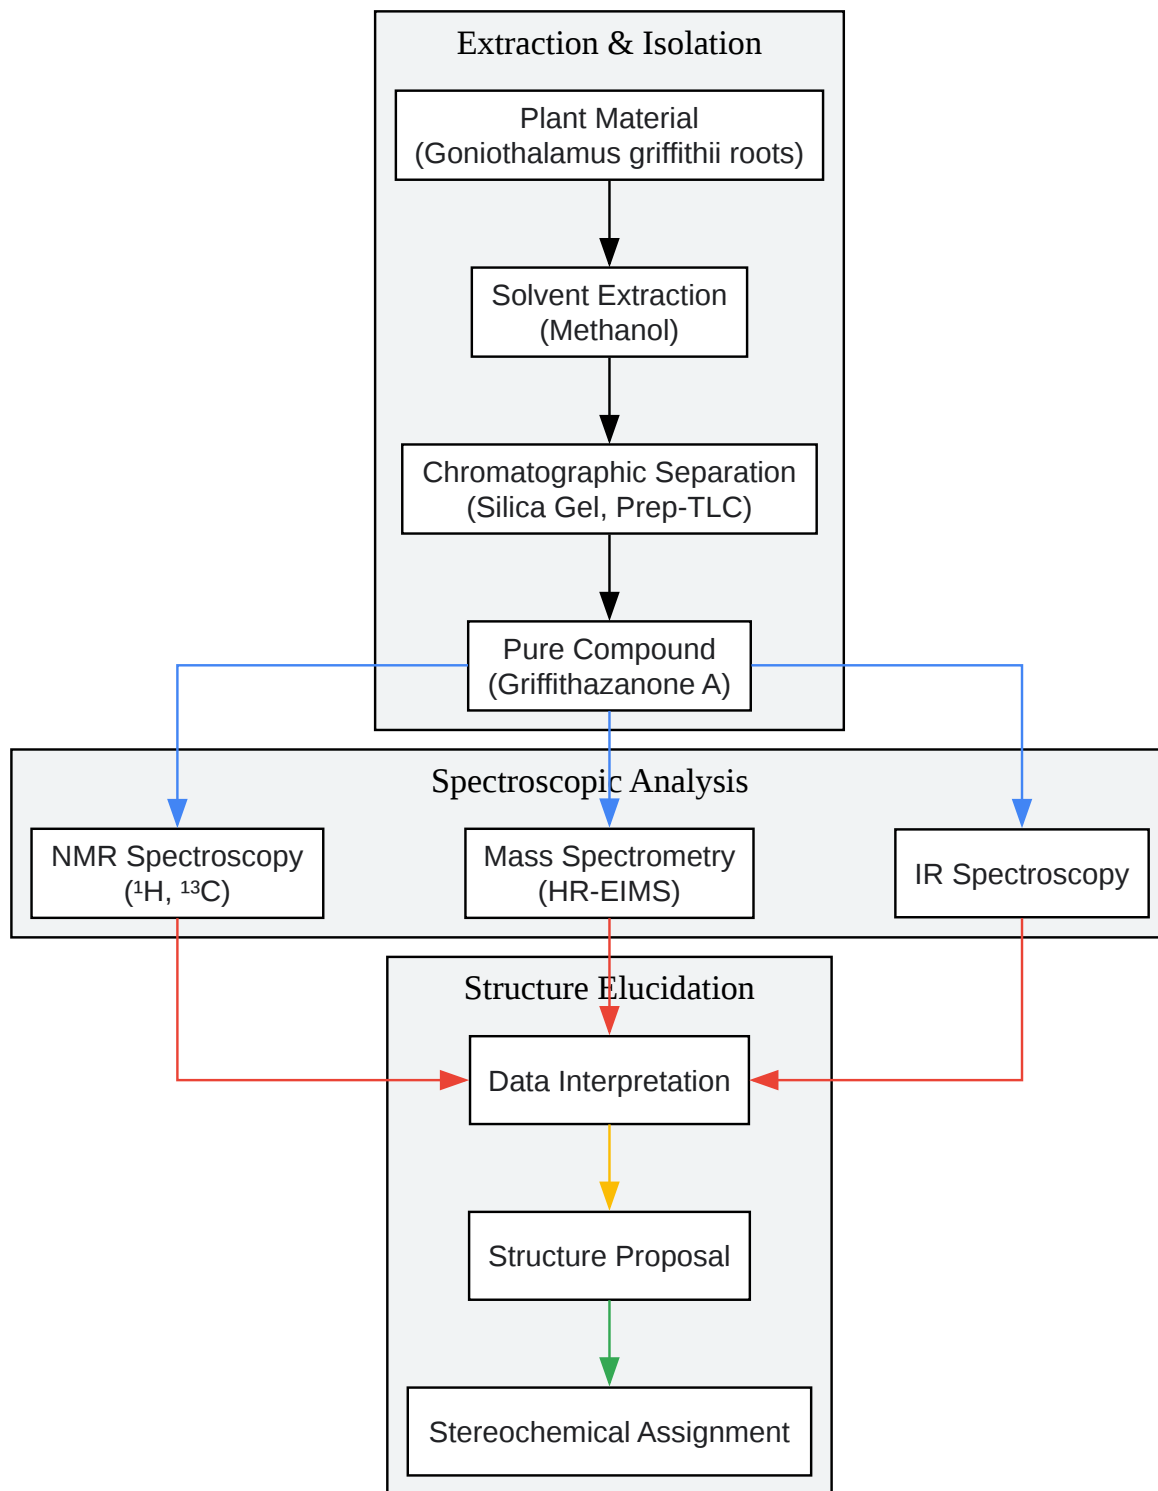 Extraction & Isolation
Plant Material
(Goniothalamus griffithii roots)
Solvent Extraction
(Methanol)
Chromatographic Separation
(Silica Gel, Prep-TLC)
Pure Compound
(Griffithazanone A)
Spectroscopic Analysis
NMR Spectroscopy
(¹H, ¹³C)
Mass Spectrometry
(HR-EIMS)
IR Spectroscopy
Structure Elucidation
Data Interpretation
Structure Proposal
Stereochemical Assignment